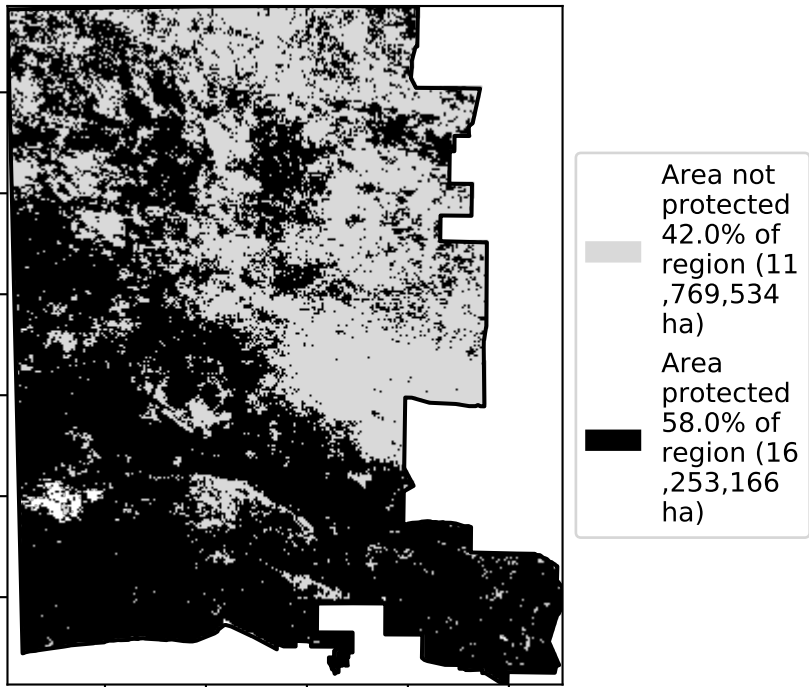 Area not
protected
42.0% of
region (11
,769,534
ha)
Area
protected
58.0% of
region (16
,253,166
ha)